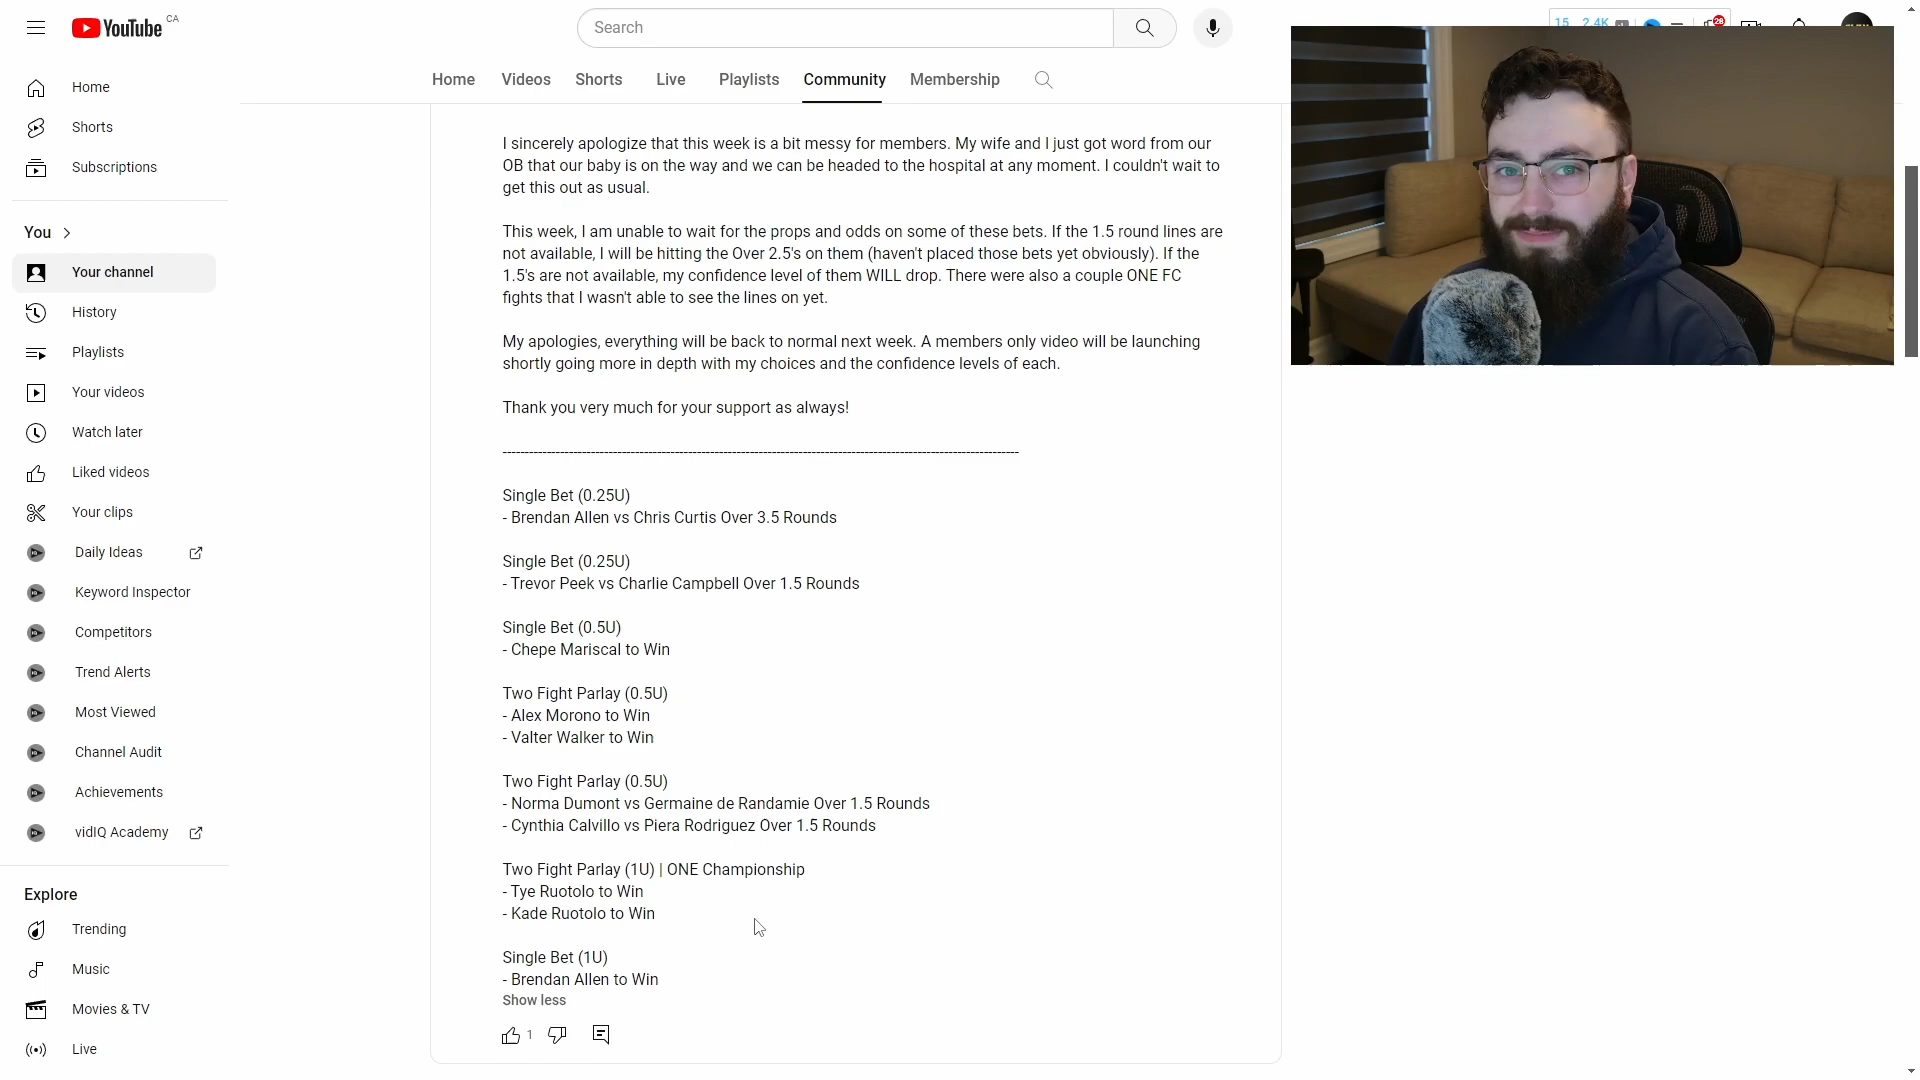 YouTube CA
Search
15 2.4K
28
Home Videos Shorts Live Playlists Community Membership
Home
Shorts
Subscriptions
You
Your channel
History
Playlists
Your videos
Watch later
Liked videos
Your clips
Daily Ideas
Keyword Inspector
Competitors
Trend Alerts
Most Viewed
Channel Audit
Achievements
vidIQ Academy
Explore
Trending
Music
Movies & TV
Live
I sincerely apologize that this week is a bit messy for members. My wife and I just got word from our
OB that our baby is on the way and we can be headed to the hospital at any moment. I couldn't wait to
get this out as usual.
This week, I am unable to wait for the props and odds on some of these bets. If the 1.5 round lines are
not available, I will be hitting the Over 2.5's on them (haven't placed those bets yet obviously). If the
1.5's are not available, my confidence level of them WILL drop. There were also a couple ONE FC
fights that I wasn't able to see the lines on yet.
My apologies, everything will be back to normal next week. A members only video will be launching
shortly going more in depth with my choices and the confidence levels of each.
Thank you very much for your support as always!
---------------------------------------------------------------------------------------------------------------------
Single Bet (0.25U)
- Brendan Allen vs Chris Curtis Over 3.5 Rounds
Single Bet (0.25U)
- Trevor Peek vs Charlie Campbell Over 1.5 Rounds
Single Bet (0.5U)
- Chepe Mariscal to Win
Two Fight Parlay (0.5U)
- Alex Morono to Win
- Valter Walker to Win
Two Fight Parlay (0.5U)
- Norma Dumont vs Germaine de Randamie Over 1.5 Rounds
- Cynthia Calvillo vs Piera Rodriguez Over 1.5 Rounds
Two Fight Parlay (1U) | ONE Championship
- Tye Ruotolo to Win
- Kade Ruotolo to Win
Single Bet (1U)
- Brendan Allen to Win
Show less
1